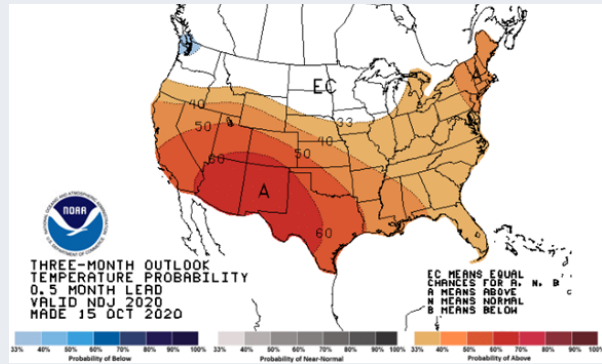 EC
A
40
50
60
A
33
40
50
60
NOAA
THREE-MONTH OUTLOOK
TEMPERATURE PROBABILITY
0.5 MONTH LEAD
VALID NDJ 2020
MADE 15 OCT 2020
EC MEANS EQUAL
CHANCES FOR A, N, B
A MEANS ABOVE
N MEANS NORMAL
B MEANS BELOW
33% 40% 50% 60% 70% 80% 90% 100%
Probability of Below
33% 40% 50% 60% 70% 80% 90% 100%
Probability of Near-Normal
33% 40% 50% 60% 70% 80% 90% 100%
Probability of Above